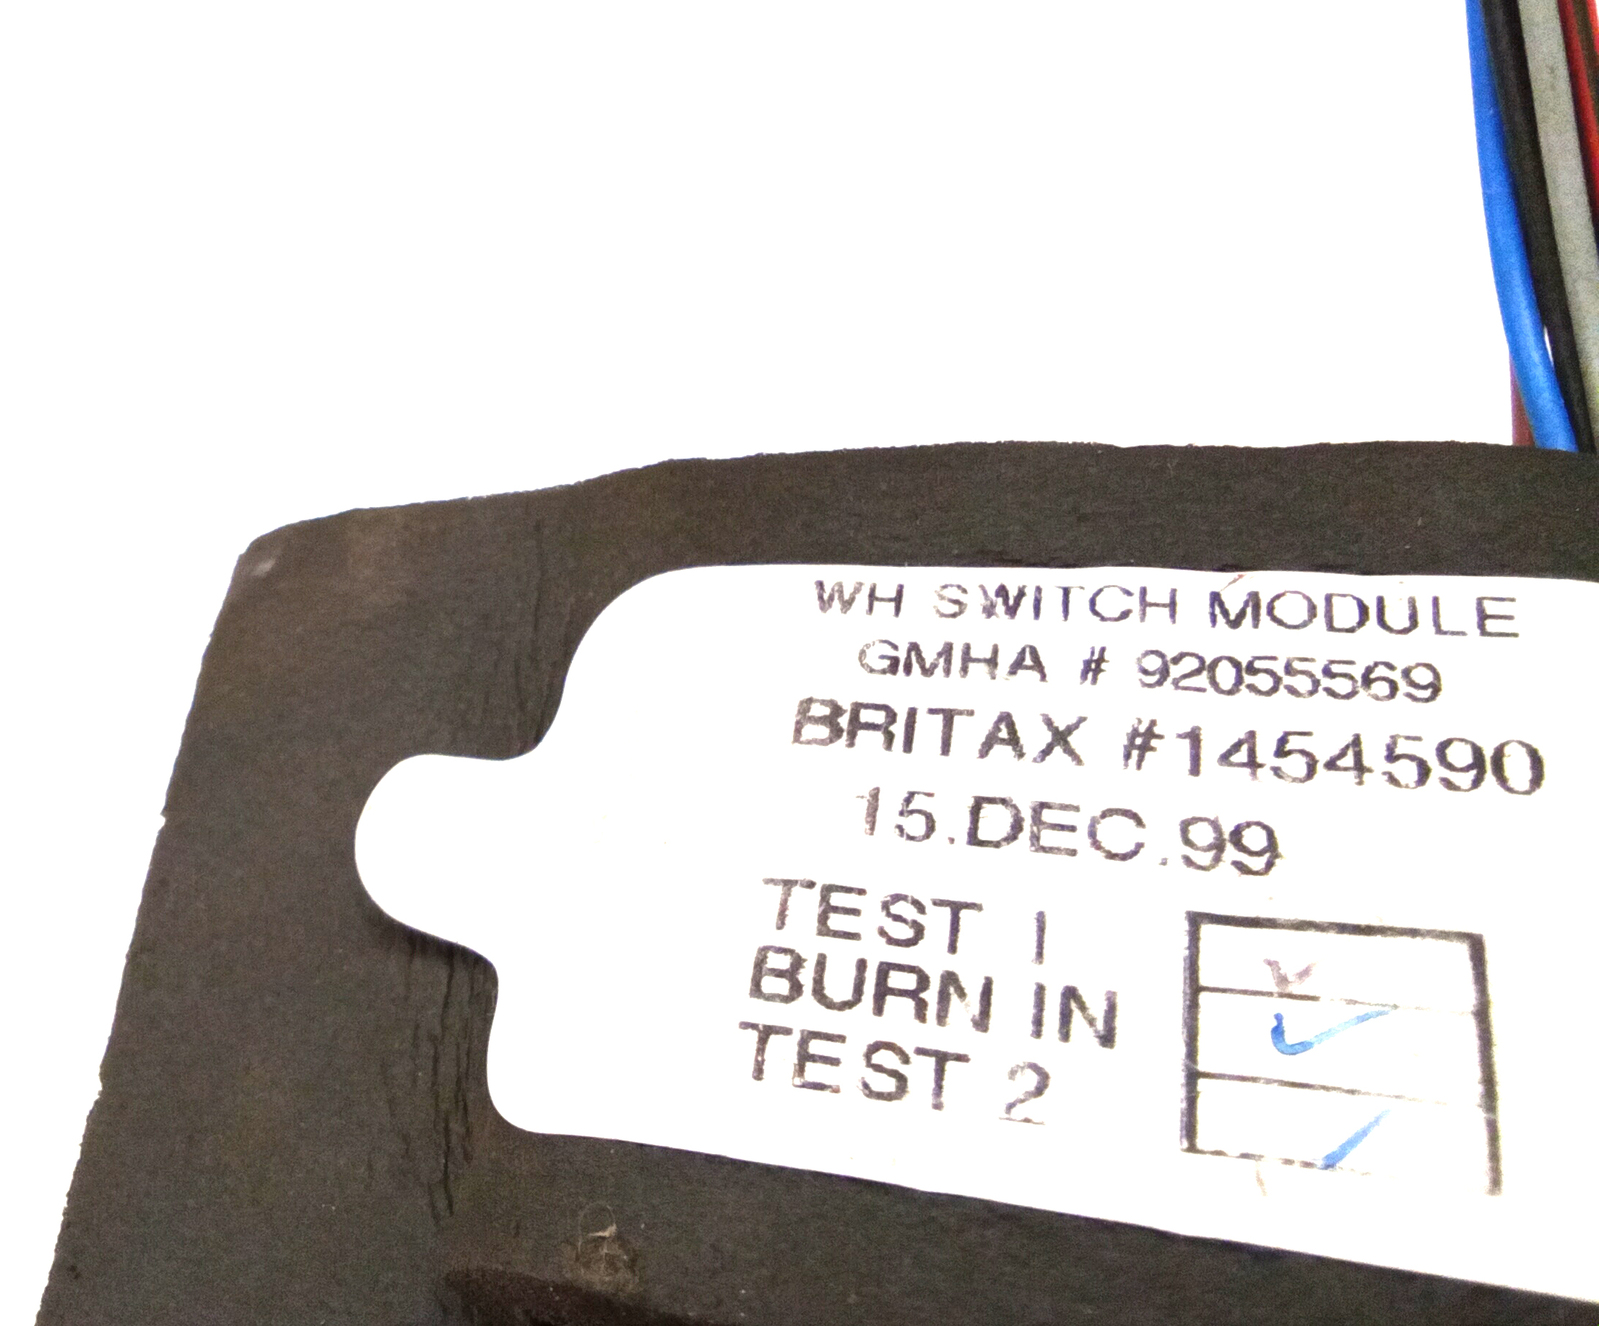 WH SWITCH MODULE
GMHA # 92055569
BRITAX #1454590
15.DEC.99
TEST 1
BURN IN
TEST 2